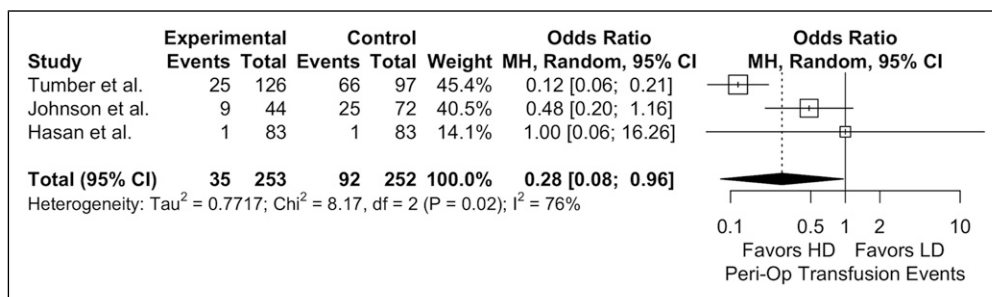 Experimental Control Odds Ratio Odds Ratio
Study Events Total Events Total Weight MH, Random, 95% CI MH, Random, 95% CI
Tumber et al. 25 126 66 97 45.4% 0.12 [0.06; 0.21]
Johnson et al. 9 44 25 72 40.5% 0.48 [0.20; 1.16]
Hasan et al. 1 83 1 83 14.1% 1.00 [0.06; 16.26]
Total (95% CI) 35 253 92 252 100.0% 0.28 [0.08; 0.96]
Heterogeneity: Tau² = 0.7717; Chi² = 8.17, df = 2 (P = 0.02); I² = 76%
0.1 0.5 1 2 10
Favors HD Favors LD
Peri-Op Transfusion Events